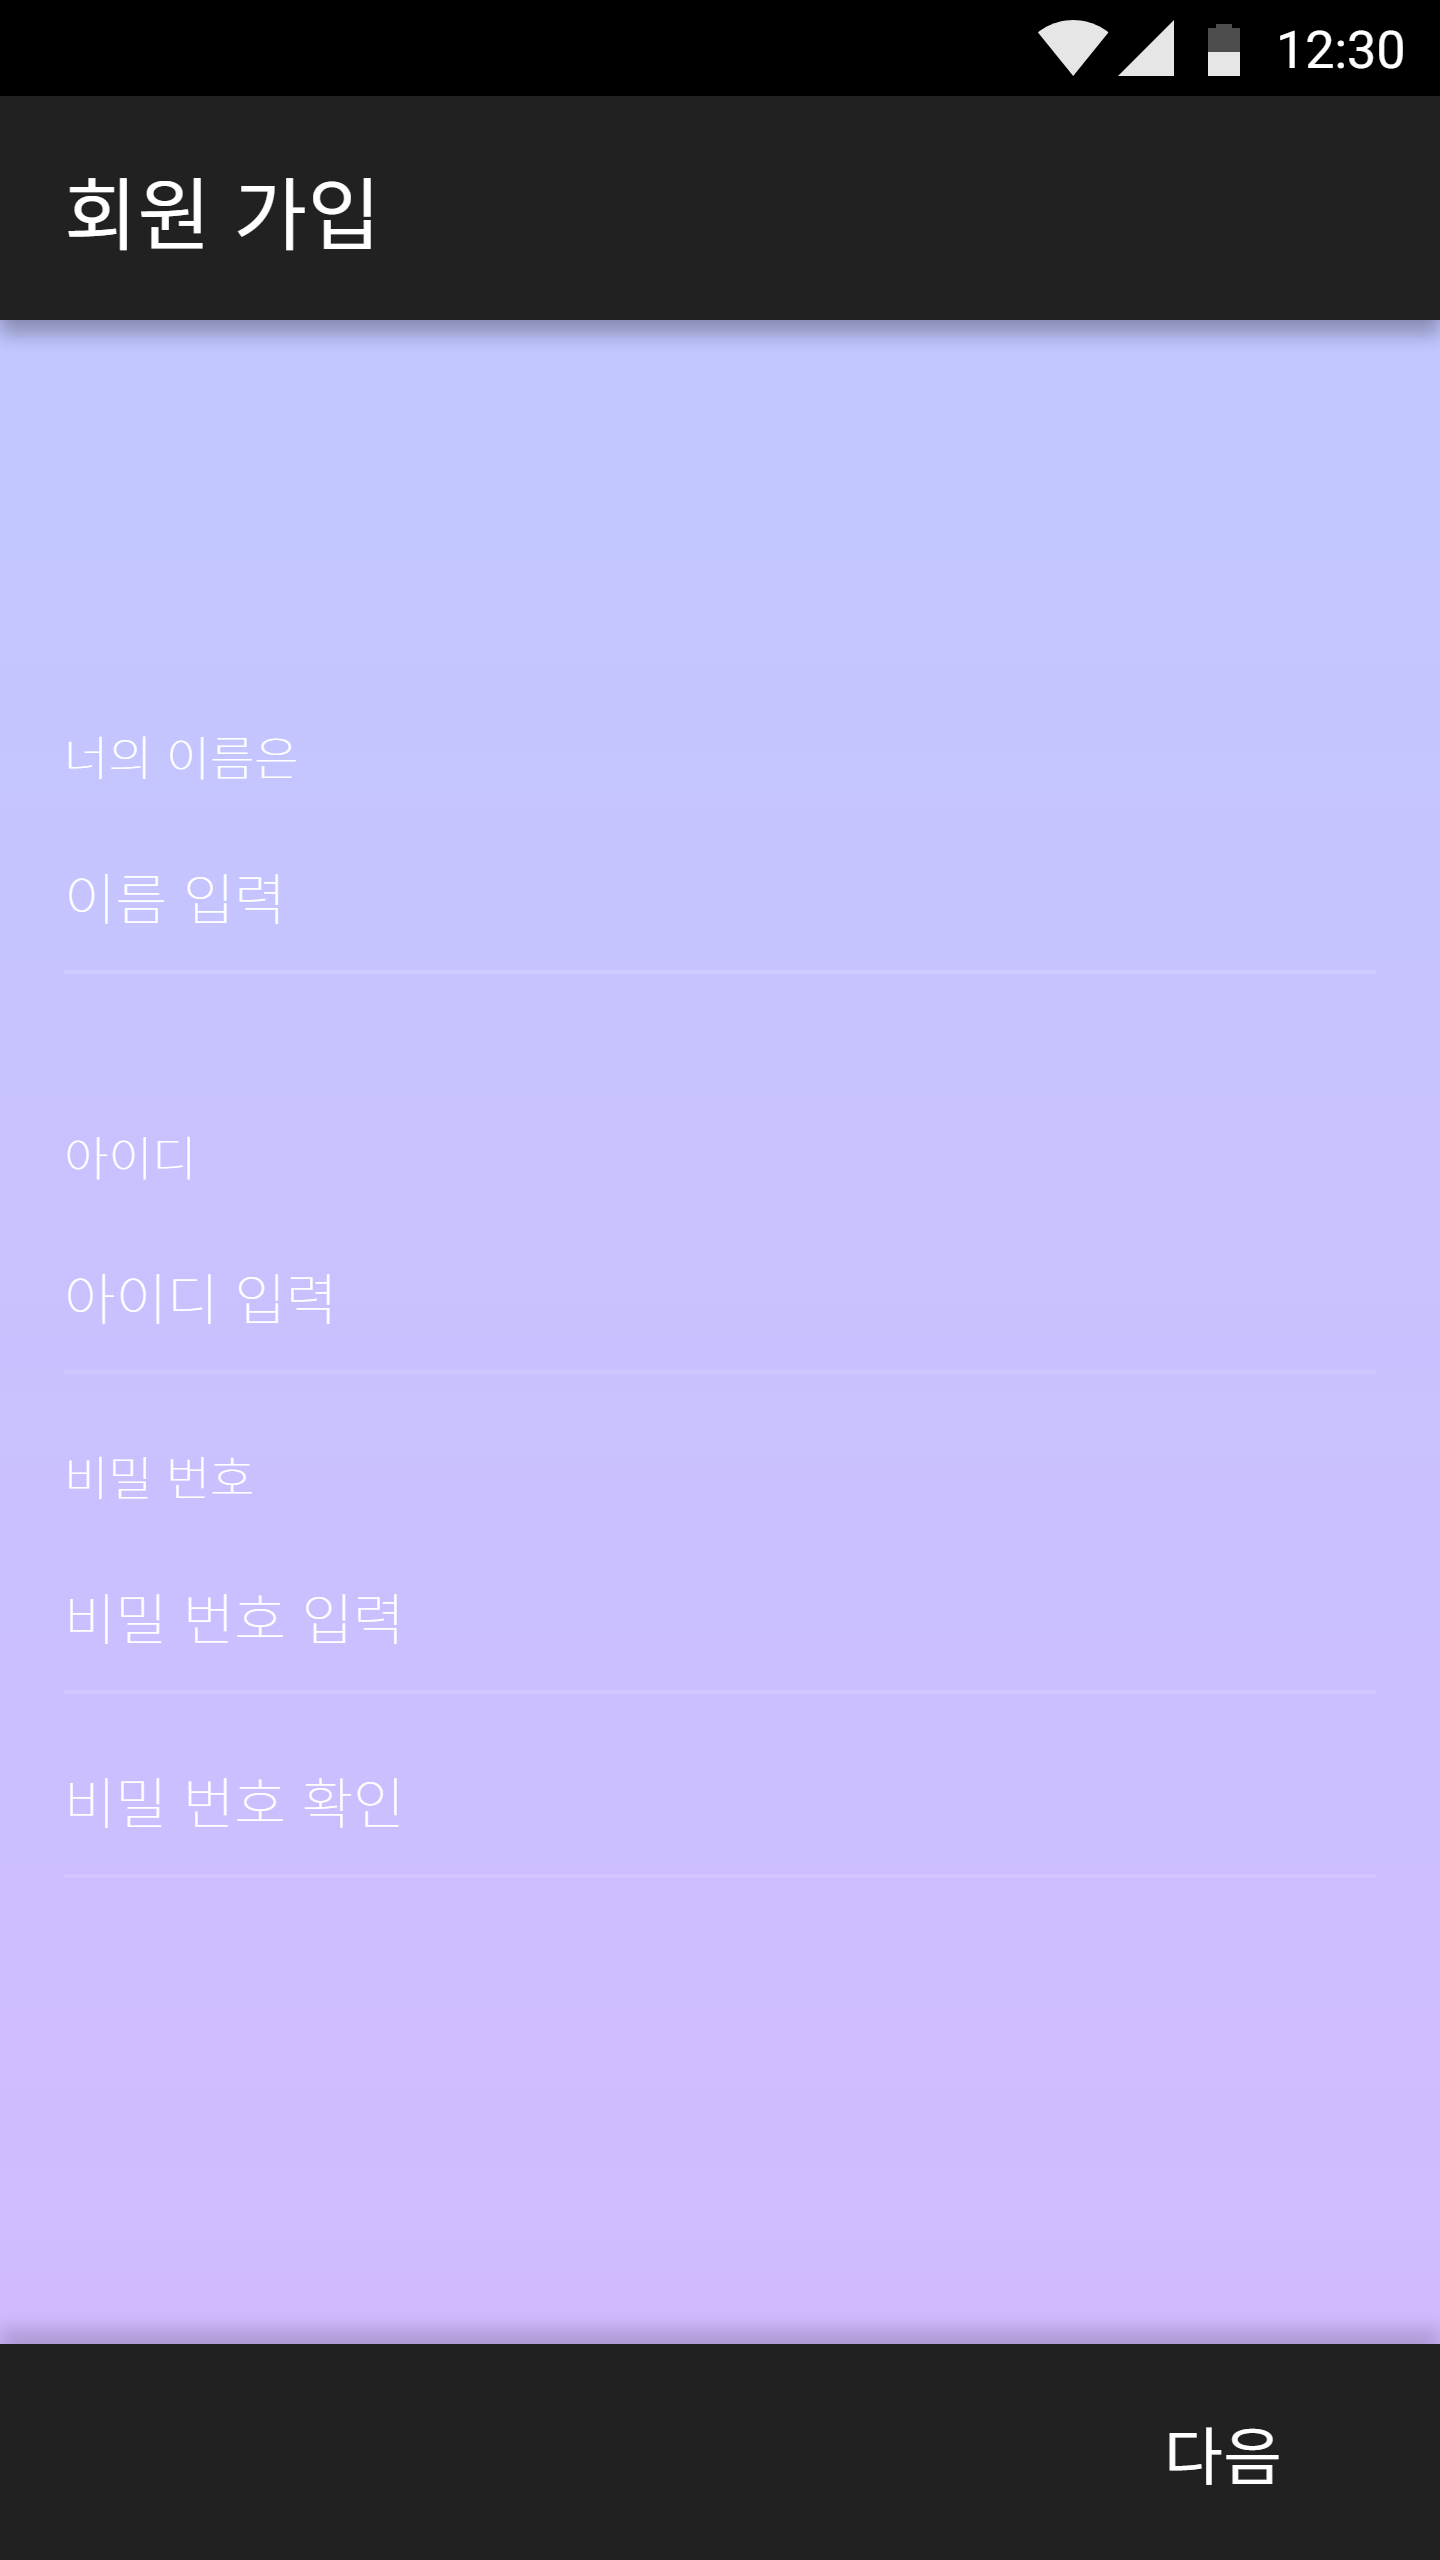 12:30
회원 가입
너의 이름은
이름 입력
아이디
아이디 입력
비밀 번호
비밀 번호 입력
비밀 번호 확인
다음